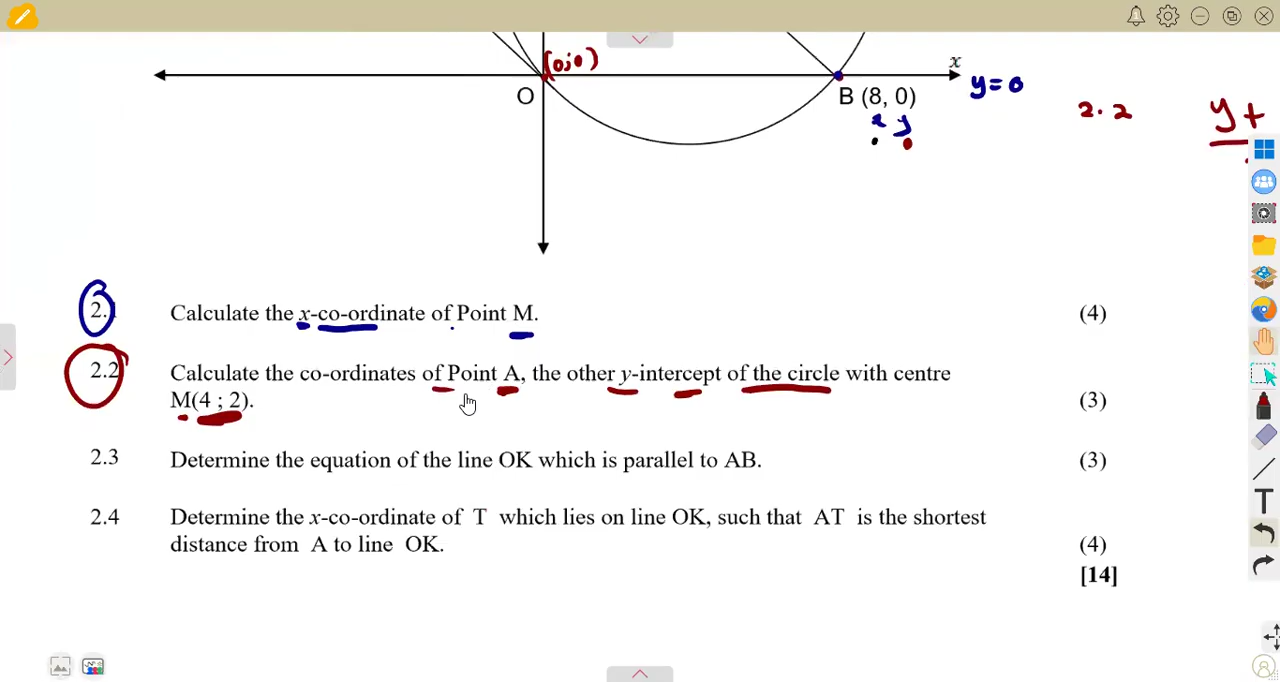 (0;0)
x
O
B (8, 0)
y=0
x y
2.2
y+
2.1 Calculate the x-co-ordinate of Point M. (4)
2.2 Calculate the co-ordinates of Point A, the other y-intercept of the circle with centre
M(4 ; 2). (3)
2.3 Determine the equation of the line OK which is parallel to AB. (3)
2.4 Determine the x-co-ordinate of T which lies on line OK, such that AT is the shortest
distance from A to line OK. (4)
[14]
T